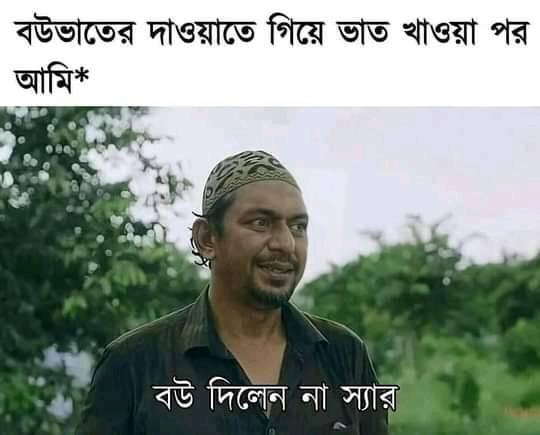 বউভাতের দাওয়াতে গিয়ে ভাত খাওয়া পর
আমি*
বউ দিলেন না স্যার